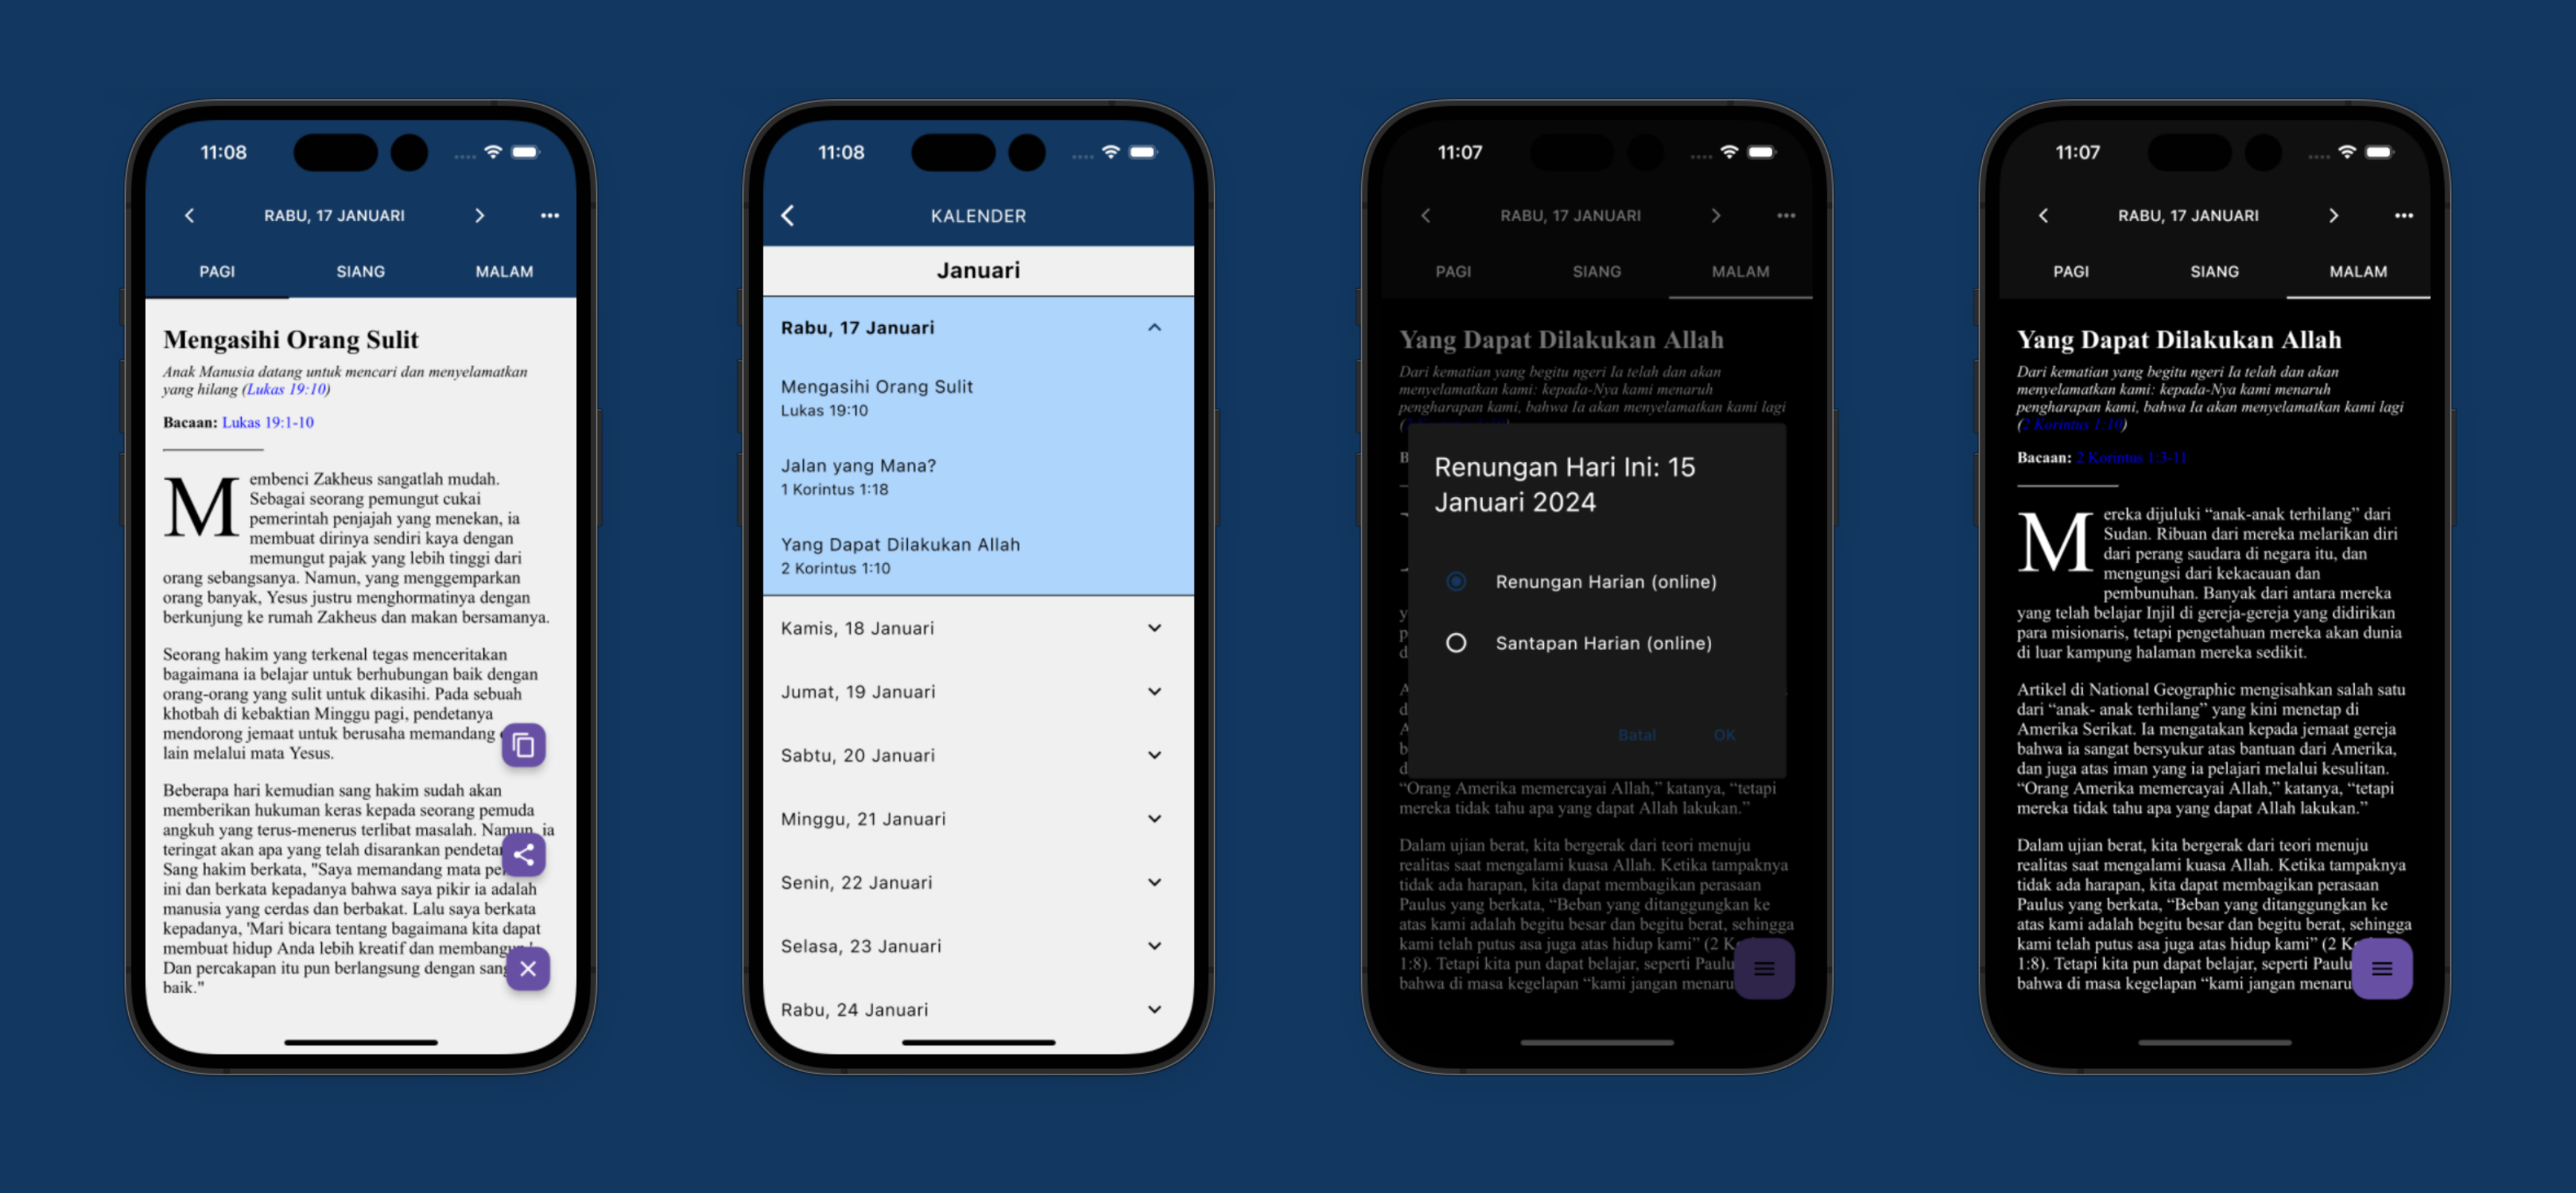 11:08
RABU, 17 JANUARI
PAGI SIANG MALAM
Mengasihi Orang Sulit
Anak Manusia datang untuk mencari dan menyelamatkan
yang hilang (Lukas 19:10)
Bacaan: Lukas 19:1-10
Membenci Zakheus sangatlah mudah.
Sebagai seorang pemungut cukai
pemerintah penjajah yang menekan, ia
membuat dirinya sendiri kaya dengan
memungut pajak yang lebih tinggi dari
orang sebangsanya. Namun, yang menggemparkan
orang banyak, Yesus justru menghormatinya dengan
berkunjung ke rumah Zakheus dan makan bersamanya.
Seorang hakim yang terkenal tegas menceritakan
bagaimana ia belajar untuk berhubungan baik dengan
orang-orang yang sulit untuk dikasihi. Pada sebuah
khotbah di kebaktian Minggu pagi, pendetanya
mendorong jemaat untuk berusaha memandang
lain melalui mata Yesus.
Beberapa hari kemudian sang hakim sudah akan
memberikan hukuman keras kepada seorang pemuda
angkuh yang terus-menerus terlibat masalah. Namun, ia
teringat akan apa yang telah disarankan pendeta
Sang hakim berkata, "Saya memandang mata pe
ini dan berkata kepadanya bahwa saya pikir ia adalah
manusia yang cerdas dan berbakat. Lalu saya berkata
kepadanya, 'Mari bicara tentang bagaimana kita dapat
membuat hidup Anda lebih kreatif dan membangun.'
Dan percakapan itu pun berlangsung dengan sang
baik."
11:08
KALENDER
Januari
Rabu, 17 Januari
Mengasihi Orang Sulit
Lukas 19:10
Jalan yang Mana?
1 Korintus 1:18
Yang Dapat Dilakukan Allah
2 Korintus 1:10
Kamis, 18 Januari
Jumat, 19 Januari
Sabtu, 20 Januari
Minggu, 21 Januari
Senin, 22 Januari
Selasa, 23 Januari
Rabu, 24 Januari
11:07
RABU, 17 JANUARI
PAGI SIANG MALAM
Yang Dapat Dilakukan Allah
Dari kematian yang begitu ngeri Ia telah dan akan
menyelamatkan kami: kepada-Nya kami menaruh
pengharapan kami, bahwa Ia akan menyelamatkan kami lagi
Renungan Hari Ini: 15
Januari 2024
Renungan Harian (online)
Santapan Harian (online)
Batal OK
“Orang Amerika memercayai Allah,” katanya, “tetapi
mereka tidak tahu apa yang dapat Allah lakukan.”
Dalam ujian berat, kita bergerak dari teori menuju
realitas saat mengalami kuasa Allah. Ketika tampaknya
tidak ada harapan, kita dapat membagikan perasaan
Paulus yang berkata, “Beban yang ditanggungkan ke
atas kami adalah begitu besar dan begitu berat, sehingga
kami telah putus asa juga atas hidup kami” (2 K
1:8). Tetapi kita pun dapat belajar, seperti Paulu
bahwa di masa kegelapan “kami jangan menaru
11:07
RABU, 17 JANUARI
PAGI SIANG MALAM
Yang Dapat Dilakukan Allah
Dari kematian yang begitu ngeri Ia telah dan akan
menyelamatkan kami: kepada-Nya kami menaruh
pengharapan kami, bahwa Ia akan menyelamatkan kami lagi
(2 Korintus 1:10)
Bacaan: 2 Korintus 1:3-11
Mereka dijuluki “anak-anak terhilang” dari
Sudan. Ribuan dari mereka melarikan diri
dari perang saudara di negara itu, dan
mengungsi dari kekacauan dan
pembunuhan. Banyak dari antara mereka
yang telah belajar Injil di gereja-gereja yang didirikan
para misionaris, tetapi pengetahuan mereka akan dunia
di luar kampung halaman mereka sedikit.
Artikel di National Geographic mengisahkan salah satu
dari “anak- anak terhilang” yang kini menetap di
Amerika Serikat. Ia mengatakan kepada jemaat gereja
bahwa ia sangat bersyukur atas bantuan dari Amerika,
dan juga atas iman yang ia pelajari melalui kesulitan.
“Orang Amerika memercayai Allah,” katanya, “tetapi
mereka tidak tahu apa yang dapat Allah lakukan.”
Dalam ujian berat, kita bergerak dari teori menuju
realitas saat mengalami kuasa Allah. Ketika tampaknya
tidak ada harapan, kita dapat membagikan perasaan
Paulus yang berkata, “Beban yang ditanggungkan ke
atas kami adalah begitu besar dan begitu berat, sehingga
kami telah putus asa juga atas hidup kami” (2 K
1:8). Tetapi kita pun dapat belajar, seperti Paulu
bahwa di masa kegelapan “kami jangan menaru